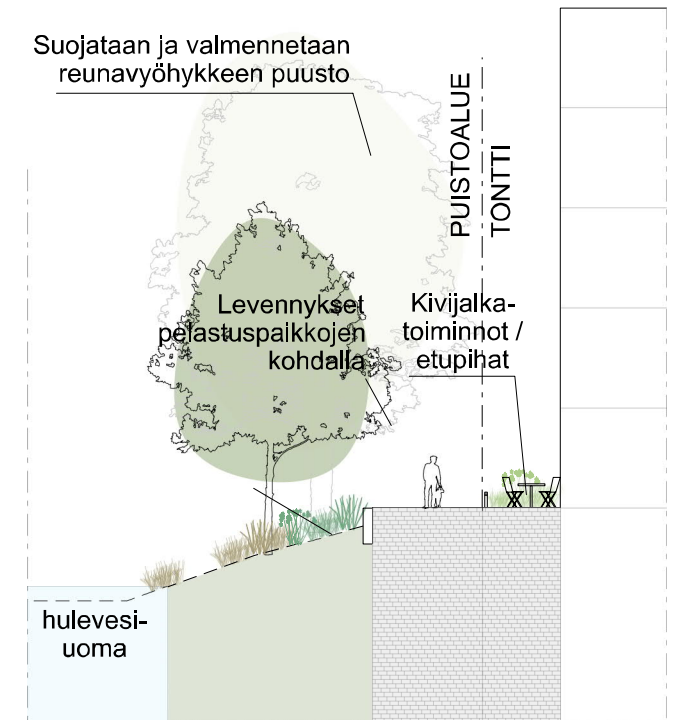 Suojataan ja valmennetaan
reunavyöhykkeen puusto
PUISTOALUE
TONTTI
Levennykset
pelastuspaikkojen
kohdalla
Kivijalka-
toiminnot /
etupihat
hulevesi-
uoma